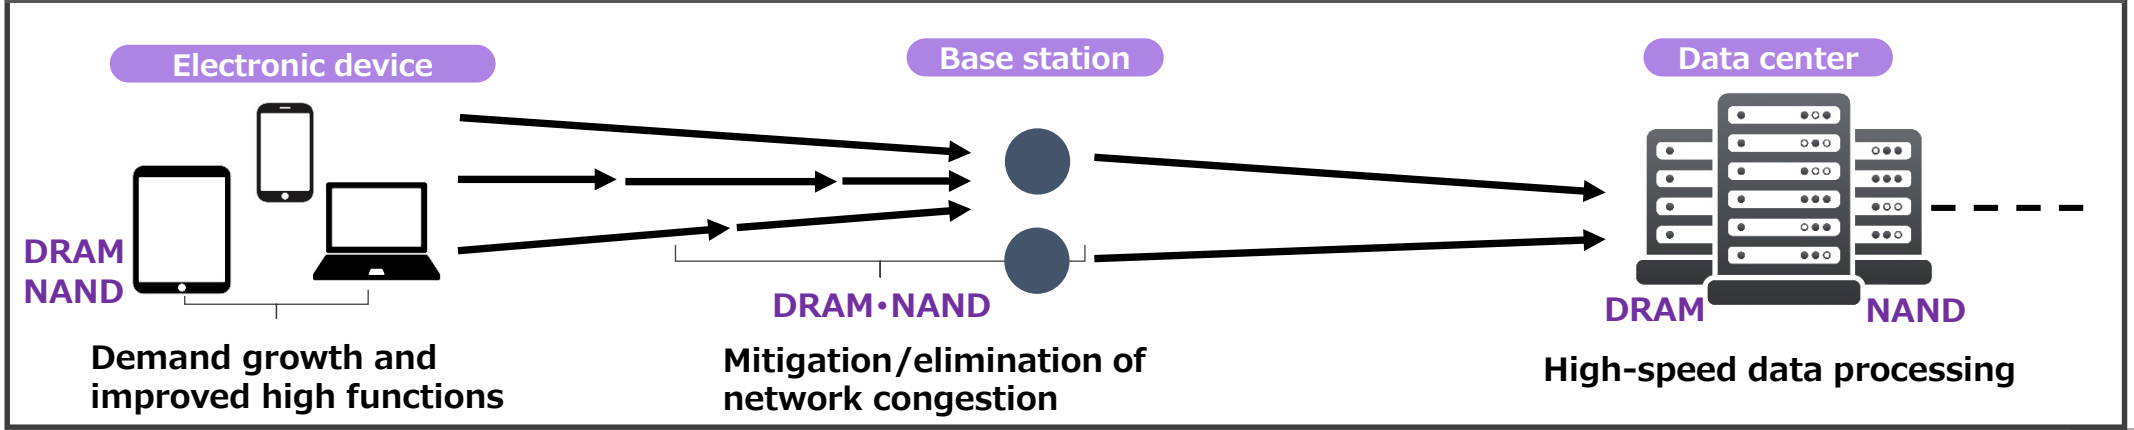 Electronic device
Base station
Data center
DRAM
NAND
DRAM・NAND
DRAM
NAND
Demand growth and
improved high functions
Mitigation/elimination of
network congestion
High-speed data processing